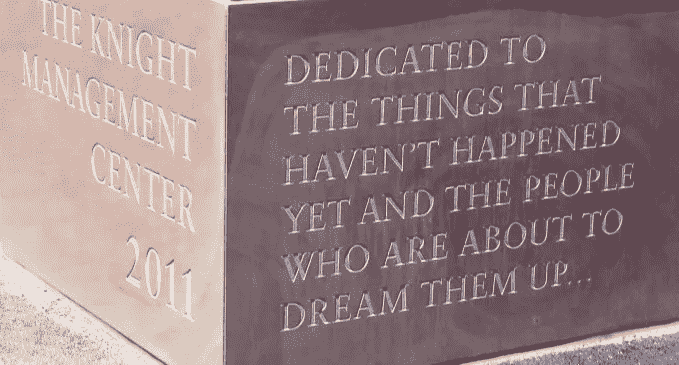 THE KNIGHT
MANAGEMENT
CENTER
2011
DEDICATED TO
THE THINGS THAT
HAVEN'T HAPPENED
YET AND THE PEOPLE
WHO ARE ABOUT TO
DREAM THEM UP...